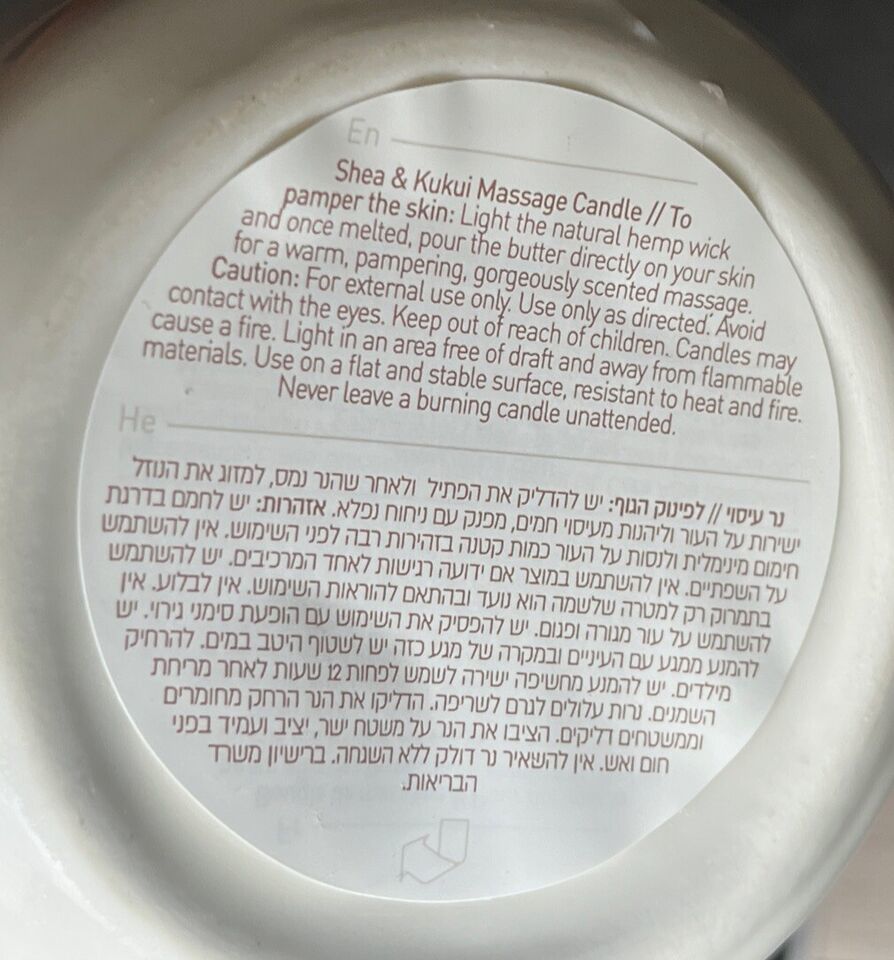 En
Shea & Kukui Massage Candle // To
pamper the skin: Light the natural hemp wick
and once melted, pour the butter directly on your skin
for a warm, pampering, gorgeously scented massage.
Caution: For external use only. Use only as directed. Avoid
contact with the eyes. Keep out of reach of children. Candles may
cause a fire. Light in an area free of draft and away from flammable
materials. Use on a flat and stable surface, resistant to heat and fire.
Never leave a burning candle unattended.
He
נר עיסוי // לפינוק הגוף: יש להדליק את הפתיל ולאחר שהנר נמס, למזוג את הנוזל
ישירות על העור וליהנות מעיסוי חמים, מפנק עם ניחוח נפלא. אזהרות: יש לחמם בדרגת
חימום מינימלית ולנסות על העור כמות קטנה בזהירות רבה לפני השימוש. אין להשתמש
על השפתיים. אין להשתמש במוצר אם ידועה רגישות לאחד המרכיבים. יש להשתמש
בתמרוק רק למטרה שלשמה הוא נועד ובהתאם להוראות השימוש. אין לבלוע. אין
להשתמש על עור מגורה ופגום. יש להפסיק את השימוש עם הופעת סימני גירוי. יש
להמנע ממגע עם העיניים ובמקרה של מגע כזה יש לשטוף היטב במים. להרחיק
מילדים. יש להמנע מחשיפה ישירה לשמש לפחות 12 שעות לאחר מריחת
השמנים. נרות עלולים לגרם לשריפה. הדליקו את הנר הרחק מחומרים
וממשטחים דליקים. הציבו את הנר על משטח ישר, יציב ועמיד בפני
חום ואש. אין להשאיר נר דולק ללא השגחה. ברישיון משרד
הבריאות.